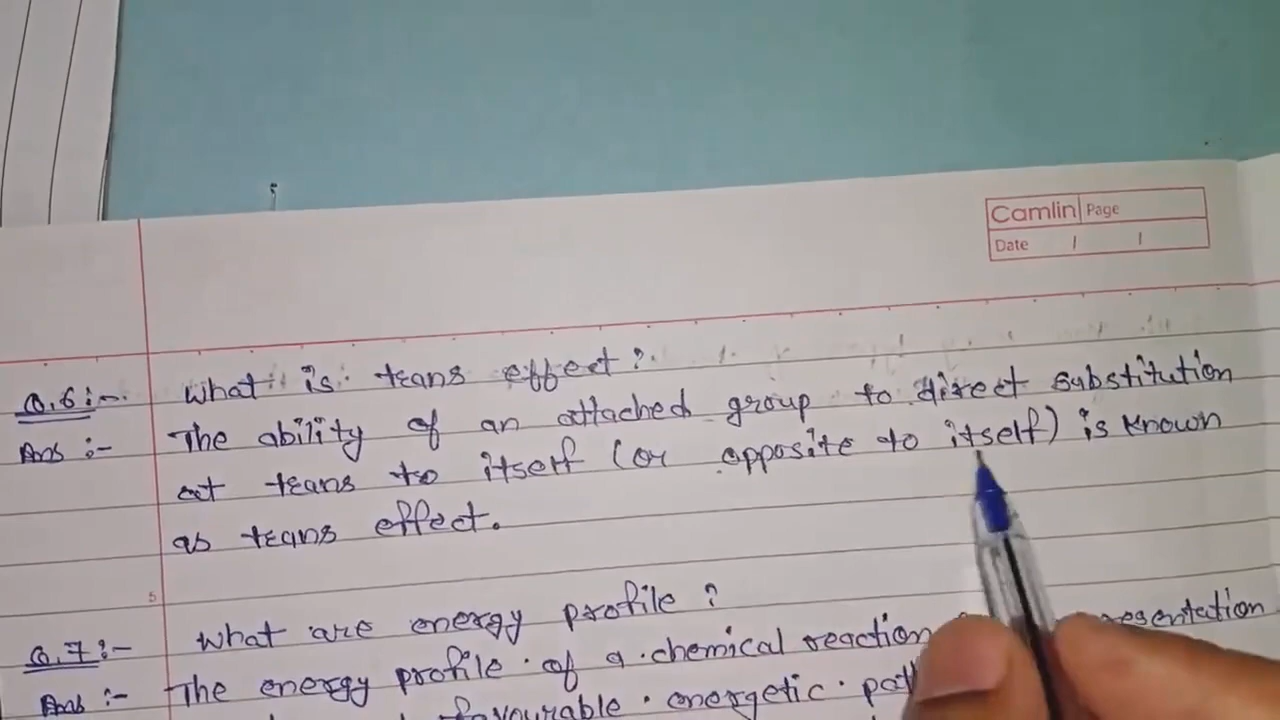 Camlin Page
Date / /
Q.6:- What is trans effect?
Ans:- The ability of an attached group to direct substitution
at trans to itself (or opposite to itself) is known
as trans effect.
5
Q.7:- What are energy profile?
Ans:- The energy profile of a chemical reaction
favourable energetic